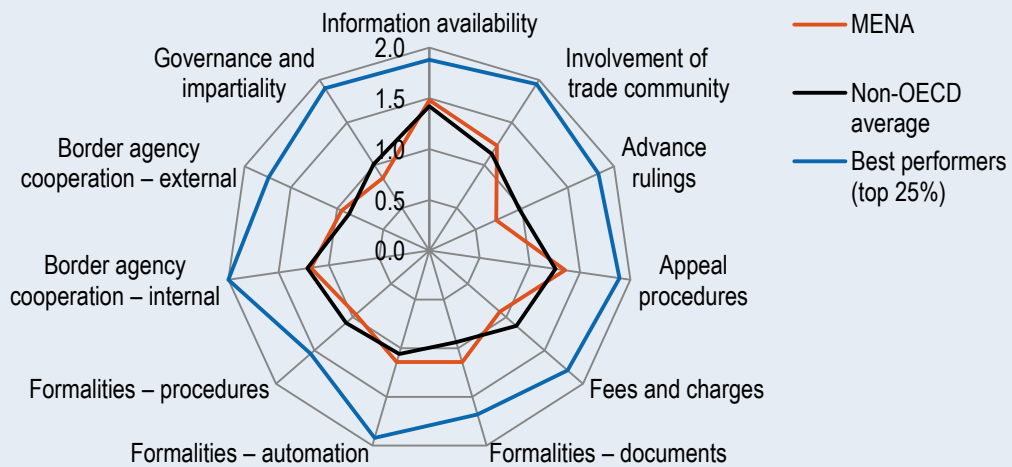 Information availability
2.0
1.5
1.0
0.5
0.0
Involvement of
trade community
Advance
rulings
Appeal
procedures
Fees and charges
Formalities – documents
Formalities – automation
Formalities – procedures
Border agency
cooperation – internal
Border agency
cooperation – external
Governance and
impartiality
MENA
Non-OECD
average
Best performers
(top 25%)